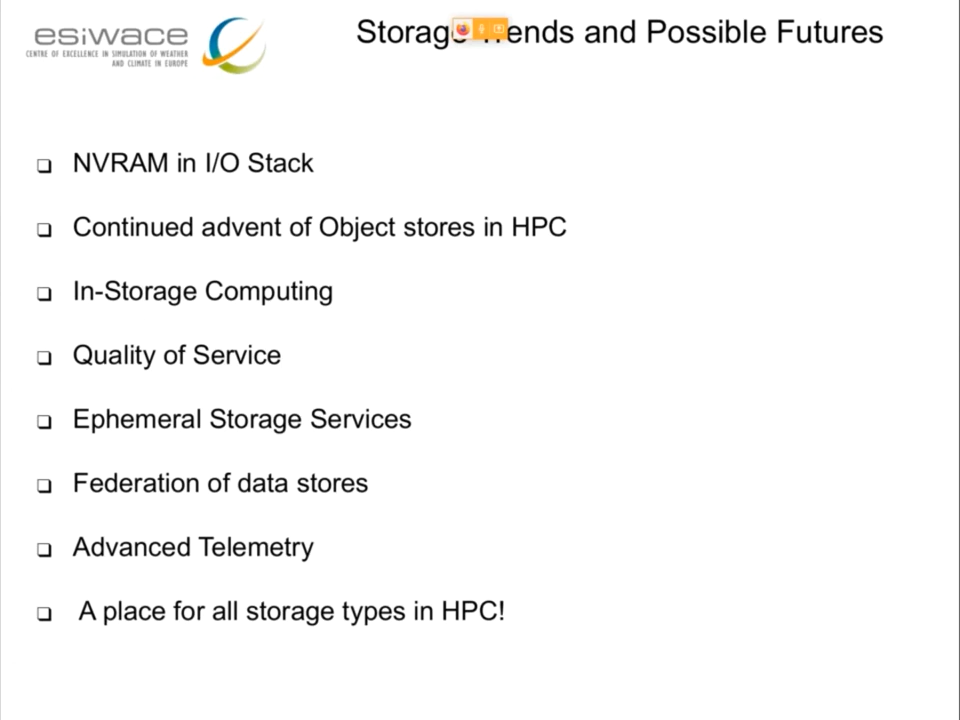 esiwace
CENTRE OF EXCELLENCE IN SIMULATION OF WEATHER
AND CLIMATE IN EUROPE
Storage Trends and Possible Futures
NVRAM in I/O Stack
Continued advent of Object stores in HPC
In-Storage Computing
Quality of Service
Ephemeral Storage Services
Federation of data stores
Advanced Telemetry
A place for all storage types in HPC!